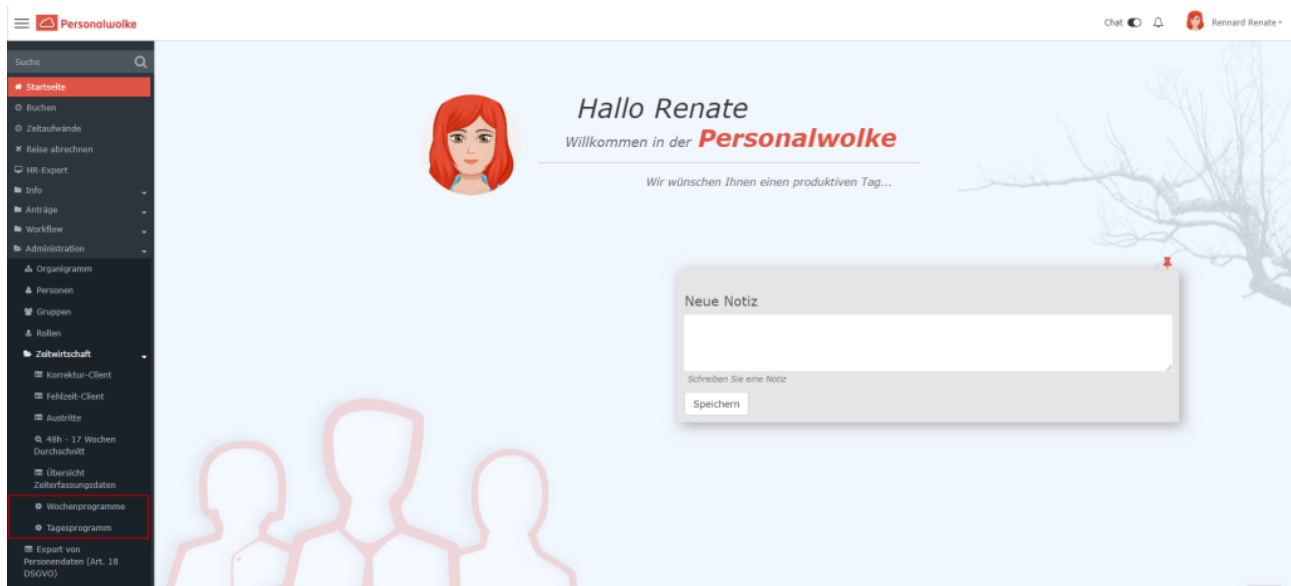 Personalwolke
Chat
Rennard Renate
Suche
Startseite
Buchen
Zeitaufwände
Reise abrechnen
HR-Expert
Info
Anträge
Workflow
Administration
Organigramm
Personen
Gruppen
Rollen
Zeitwirtschaft
Korrektur-Client
Fehlzeit-Client
Austritte
48h - 17 Wochen
Durchschnitt
Übersicht
Zeiterfassungsdaten
Wochenprogramme
Tagesprogramm
Export von
Personendaten (Art. 18
DSGVO)
Hallo Renate
Willkommen in der Personalwolke
Wir wünschen Ihnen einen produktiven Tag...
Neue Notiz
Schreiben Sie eine Notiz
Speichern